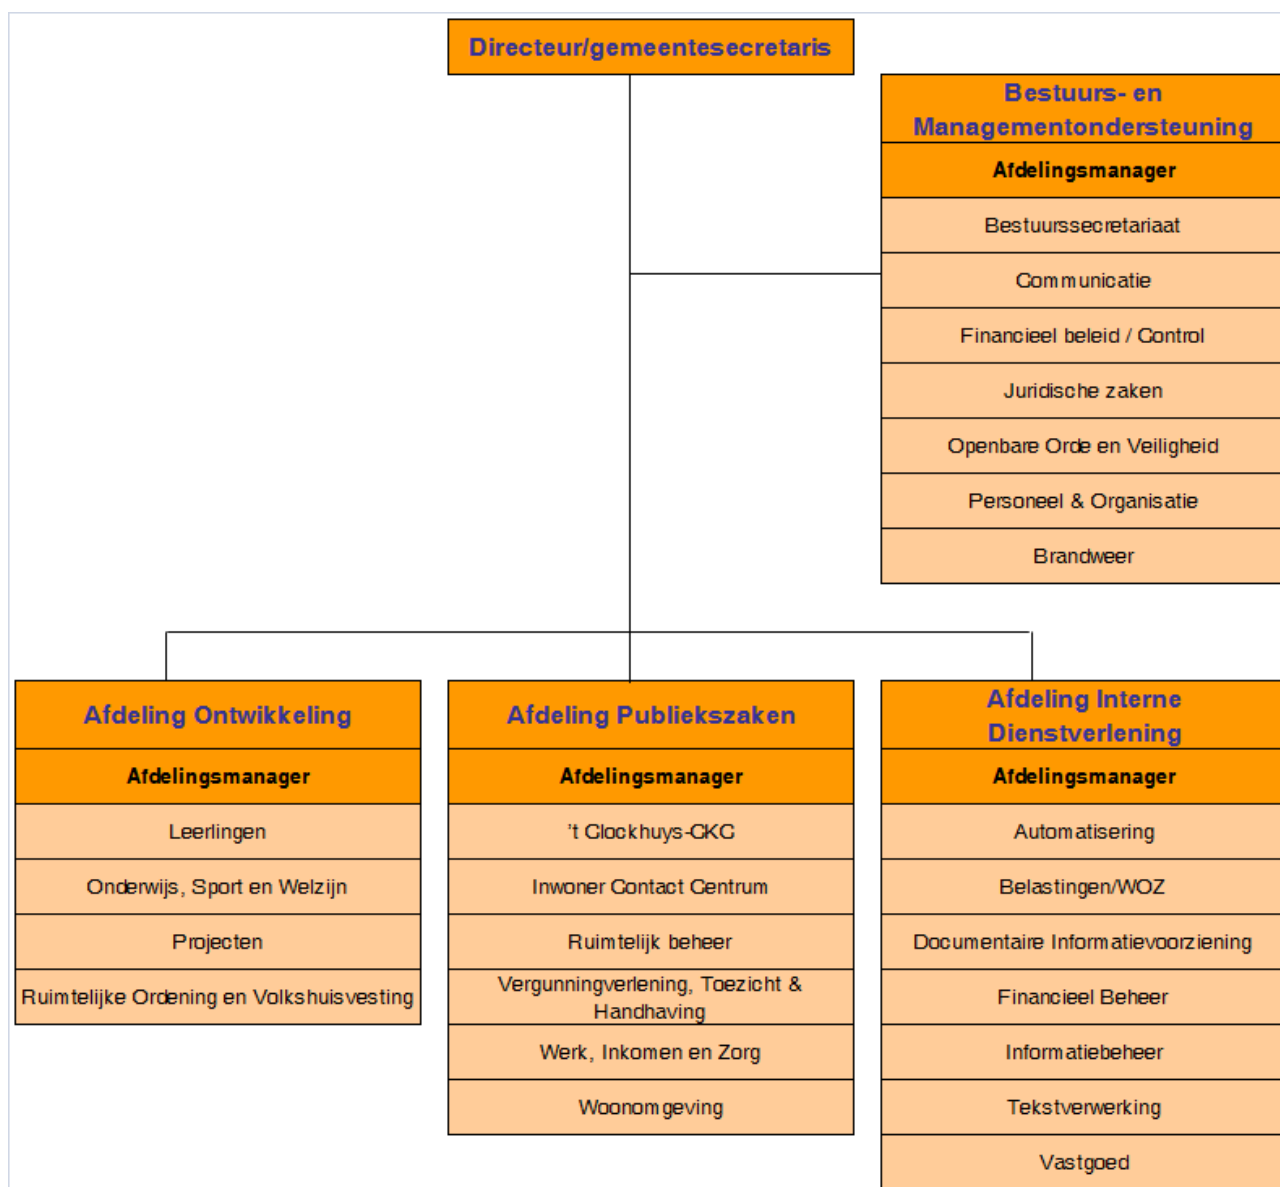 Directeur/gemeentesecretaris
Bestuurs- en
Managementondersteuning
Afdelingsmanager
Bestuurssecretariaat
Communicatie
Financieel beleid / Control
Juridische zaken
Openbare Orde en Veiligheid
Personeel & Organisatie
Brandweer
Afdeling Ontwikkeling
Afdelingsmanager
Leerlingen
Onderwijs, Sport en Welzijn
Projecten
Ruimtelijke Ordening en Volkshuisvesting
Afdeling Publiekszaken
Afdelingsmanager
't Clockhuys-CKC
Inwoner Contact Centrum
Ruimtelijk beheer
Vergunningverlening, Toezicht &
Handhaving
Werk, Inkomen en Zorg
Woonomgeving
Afdeling Interne
Dienstverlening
Afdelingsmanager
Automatisering
Belastingen/WOZ
Documentaire Informatievoorziening
Financieel Beheer
Informatiebeheer
Tekstverwerking
Vastgoed